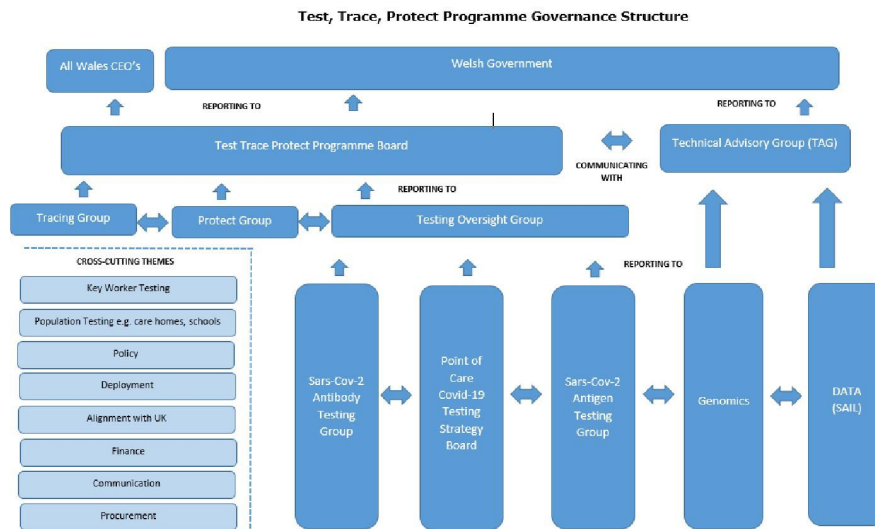 Test, Trace, Protect Programme Governance Structure
All Wales CEO's
Welsh Government
REPORTING TO
REPORTING TO
Test Trace Protect Programme Board
COMMUNICATING
WITH
Technical Advisory Group (TAG)
REPORTING TO
Tracing Group
Protect Group
Testing Oversight Group
CROSS-CUTTING THEMES
Key Worker Testing
Population Testing e.g. care homes, schools
Policy
Deployment
Alignment with UK
Finance
Communication
Procurement
REPORTING TO
Sars-Cov-2
Antibody
Testing
Group
Point of
Care
Covid-19
Testing
Strategy
Board
Sars-Cov-2
Antigen
Testing
Group
Genomics
DATA
(SAIL)